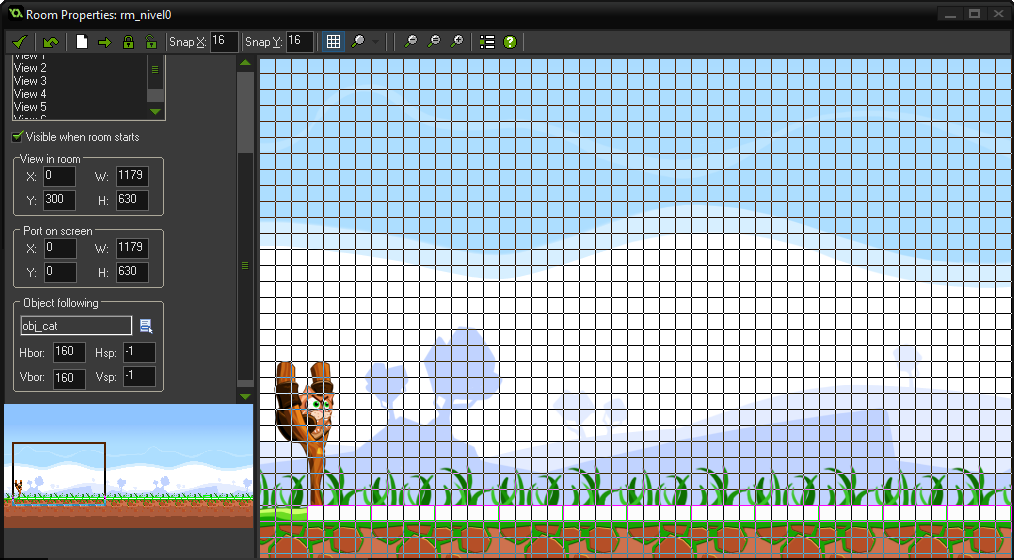 Room Properties: rm_nivel0
Snap X: 16 Snap Y: 16
View 1
View 2
View 3
View 4
View 5
View 6
Visible when room starts
View in room
X: 0 W: 1179
Y: 300 H: 630
Port on screen
X: 0 W: 1179
Y: 0 H: 630
Object following
obj_cat
Hbor: 160 Hsp: -1
Vbor: 160 Vsp: -1